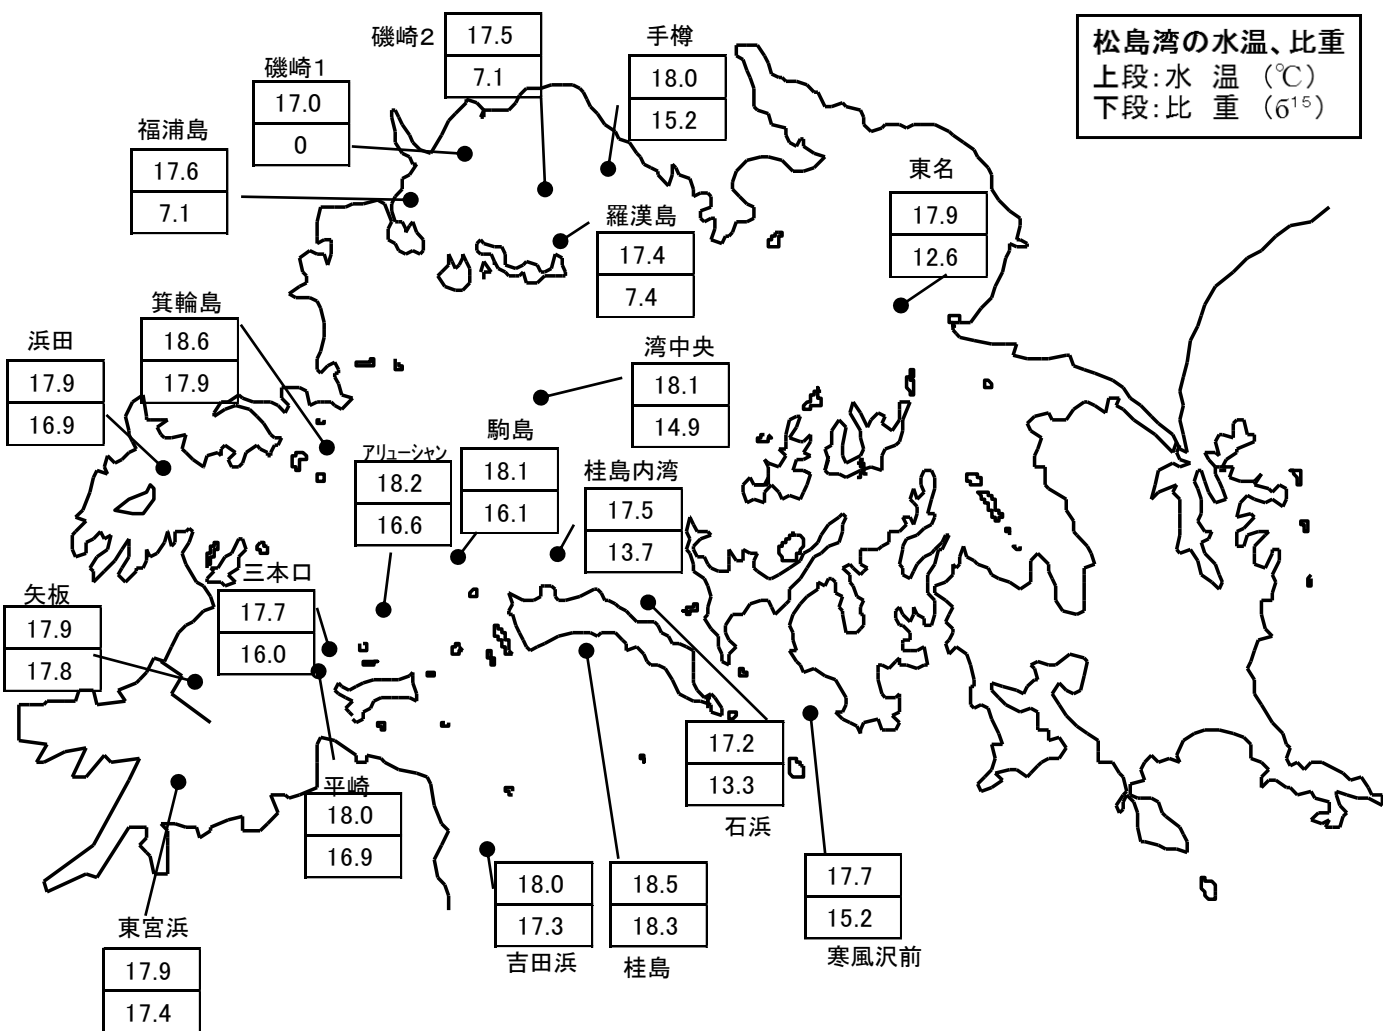 松島湾の水温、比重
上段:水 温 (℃)
下段:比 重 (б¹⁵)
磯崎2
17.5
7.1
手樽
18.0
15.2
磯崎1
17.0
0
福浦島
17.6
7.1
東名
17.9
12.6
羅漢島
17.4
7.4
箕輪島
18.6
17.9
浜田
17.9
16.9
湾中央
18.1
14.9
駒島
18.1
16.1
アリューシャン
18.2
16.6
桂島内湾
17.5
13.7
三本口
17.7
16.0
矢板
17.9
17.8
17.2
13.3
石浜
平崎
18.0
16.9
18.0
17.3
吉田浜
18.5
18.3
桂島
17.7
15.2
寒風沢前
東宮浜
17.9
17.4